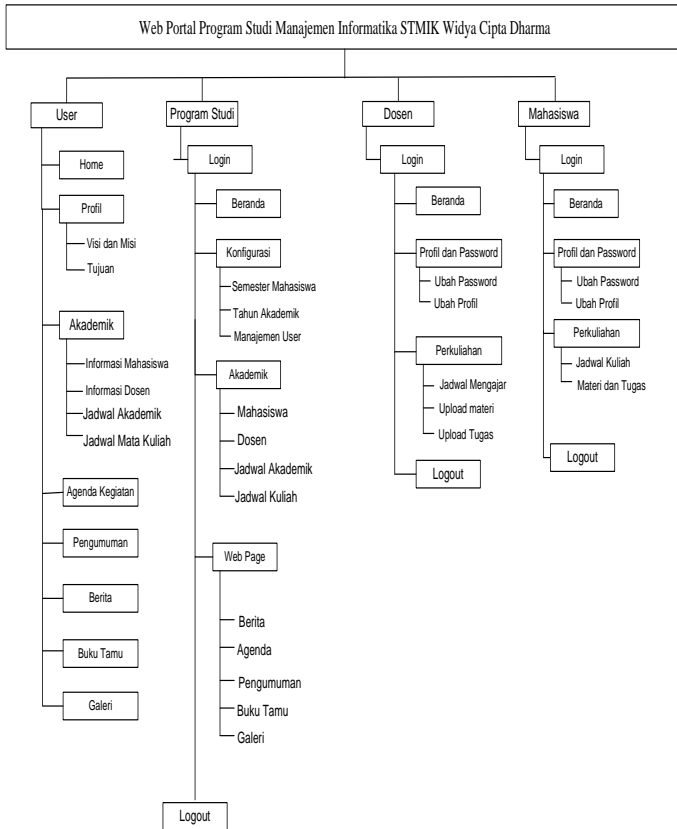 Web Portal Program Studi Manajemen Informatika STMIK Widya Cipta Dharma
User
Home
Profil
Visi dan Misi
Tujuan
Akademik
Informasi Mahasiswa
Informasi Dosen
Jadwal Akademik
Jadwal Mata Kuliah
Agenda Kegiatan
Pengumuman
Berita
Buku Tamu
Galeri
Program Studi
Login
Beranda
Konfigurasi
Semester Mahasiswa
Tahun Akademik
Manajemen User
Akademik
Mahasiswa
Dosen
Jadwal Akademik
Jadwal Kuliah
Web Page
Berita
Agenda
Pengumuman
Buku Tamu
Galeri
Logout
Dosen
Login
Beranda
Profil dan Password
Ubah Password
Ubah Profil
Perkuliahan
Jadwal Mengajar
Upload materi
Upload Tugas
Logout
Mahasiswa
Login
Beranda
Profil dan Password
Ubah Password
Ubah Profil
Perkuliahan
Jadwal Kuliah
Materi dan Tugas
Logout